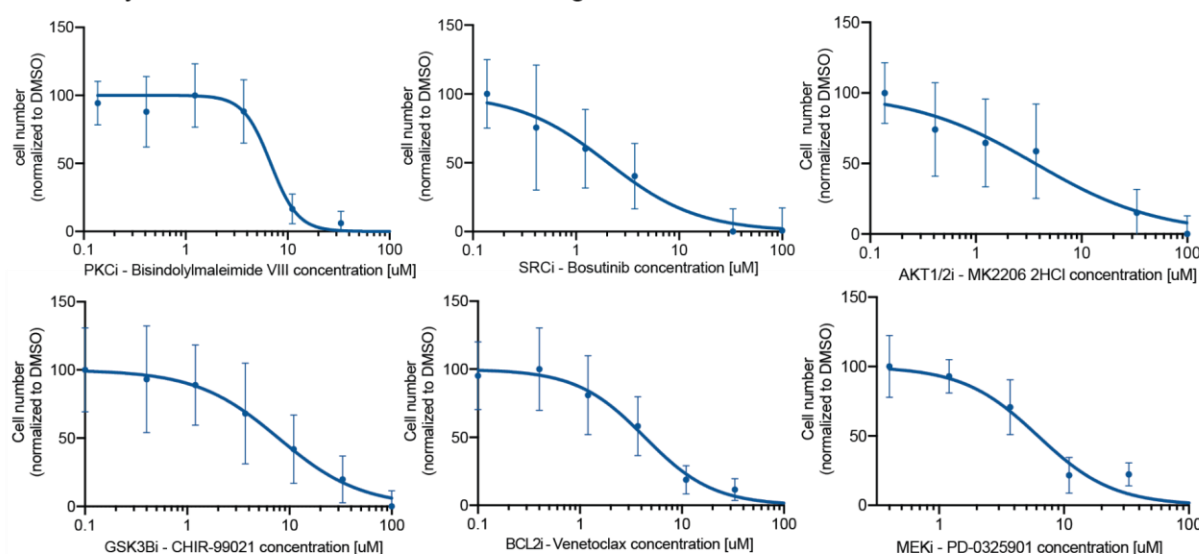 150
100
50
0
cell number
(normalized to DMSO)
0.1 1 10 100
PKCi - Bisindolylmaleimide VIII concentration [uM]
150
100
50
0
cell number
(normalized to DMSO)
0.1 1 10 100
SRCi - Bosutinib concentration [uM]
150
100
50
0
Cell number
(normalized to DMSO)
0.1 1 10 100
AKT1/2i - MK2206 2HCl concentration [uM]
150
100
50
0
Cell number
(normalized to DMSO)
0.1 1 10 100
GSK3Bi - CHIR-99021 concentration [uM]
150
100
50
0
Cell number
(normalized to DMSO)
0.1 1 10 100
BCL2i - Venetoclax concentration [uM]
150
100
50
0
Cell number
(normalized to DMSO)
1 10 100
MEKi - PD-0325901 concentration [uM]